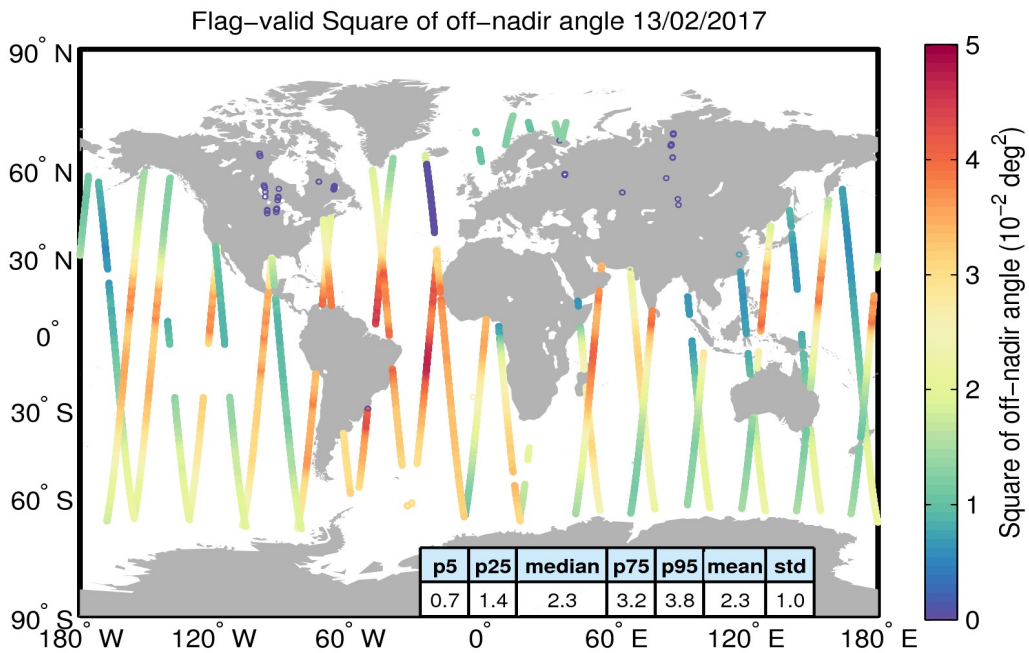 Flag-valid Square of off-nadir angle 13/02/2017
90° N
60° N
30° N
0°
30° S
60° S
90° S
180° W
120° W
60° W
0°
60° E
120° E
180° E
p5 p25 median p75 p95 mean std
0.7 1.4 2.3 3.2 3.8 2.3 1.0
5
4
3
2
1
0
Square of off-nadir angle (10⁻² deg²)